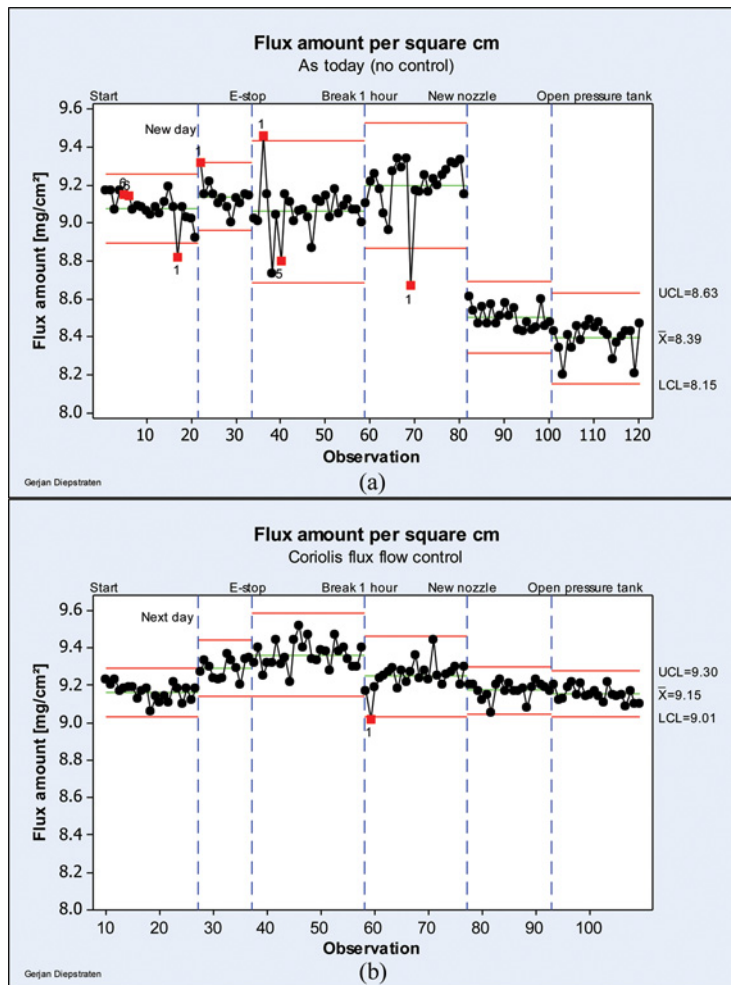 Flux amount per square cm
As today (no control)
Start E-stop Break 1 hour New nozzle Open pressure tank
New day
9.6
9.4
9.2
9.0
8.8
8.6
8.4
8.2
8.0
Flux amount [mg/cm²]
6 6
1
1
1
5
1
UCL=8.63
X̄=8.39
LCL=8.15
10 20 30 40 50 60 70 80 90 100 110 120
Observation
Gerjan Diepstraten
(a)
Flux amount per square cm
Coriolis flux flow control
Start E-stop Break 1 hour New nozzle Open pressure tank
Next day
9.6
9.4
9.2
9.0
8.8
8.6
8.4
8.2
8.0
Flux amount [mg/cm²]
1
UCL=9.30
X̄=9.15
LCL=9.01
10 20 30 40 50 60 70 80 90 100
Observation
Gerjan Diepstraten
(b)